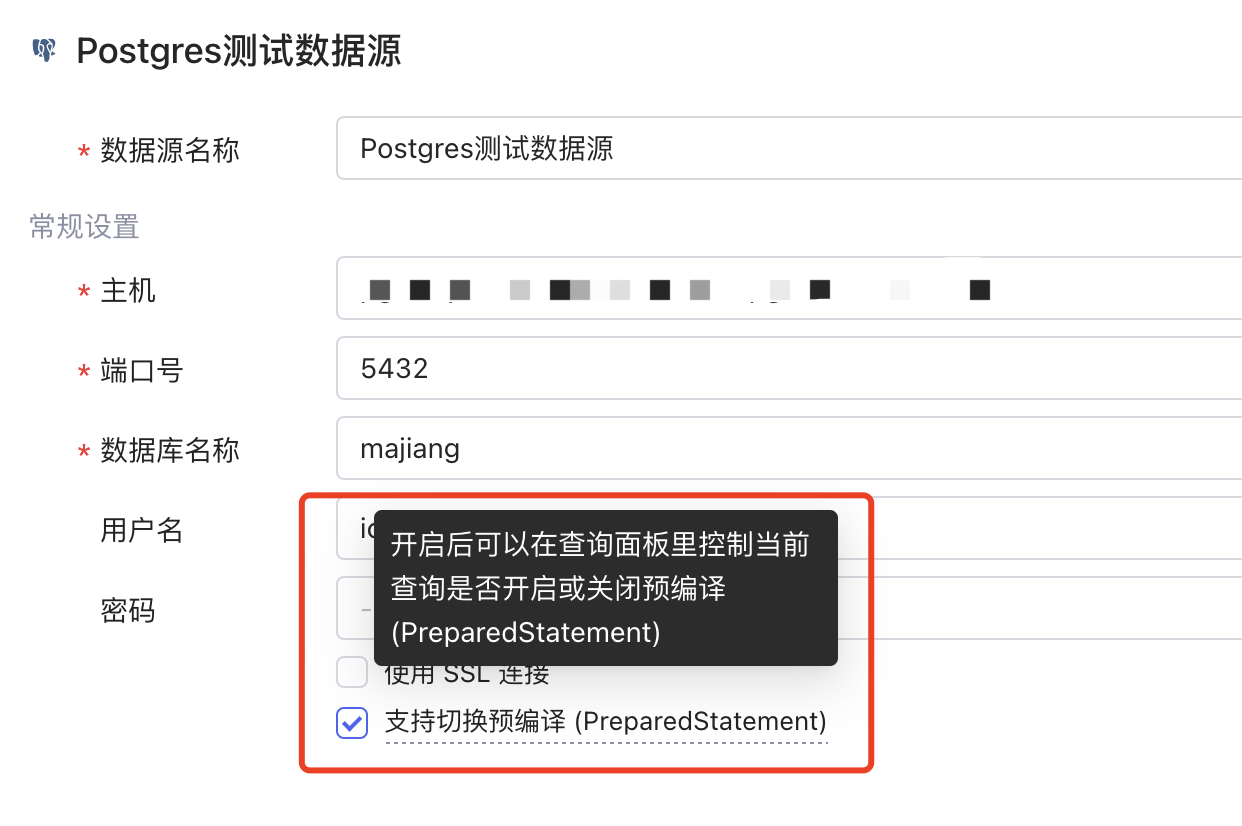 Postgres测试数据源
* 数据源名称
Postgres测试数据源
常规设置
* 主机
* 端口号
5432
* 数据库名称
majiang
用户名
开启后可以在查询面板里控制当前
查询是否开启或关闭预编译
(PreparedStatement)
密码
使用 SSL 连接
支持切换预编译 (PreparedStatement)